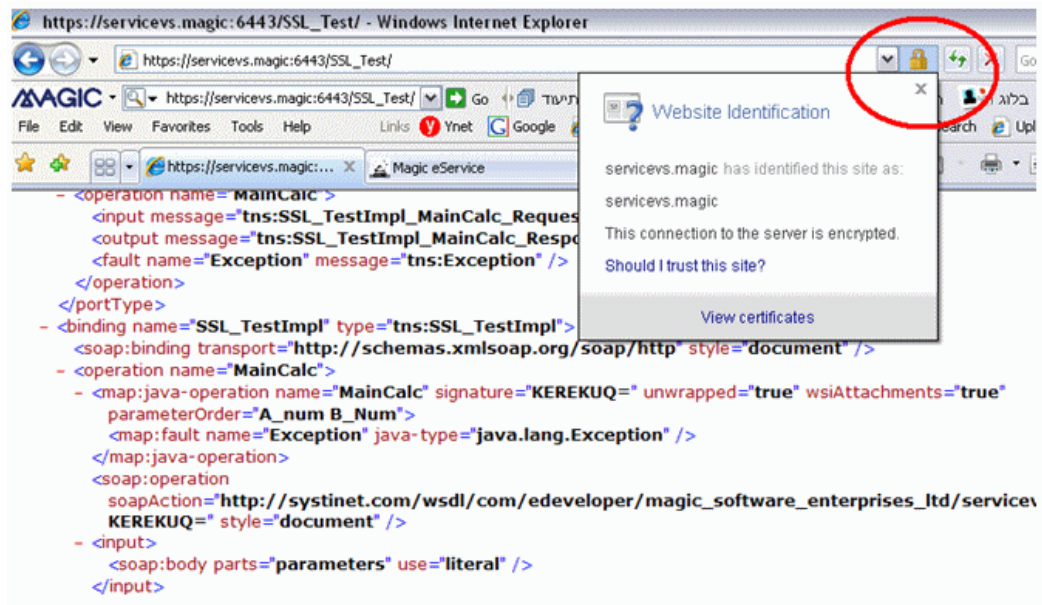 https://servicevs.magic:6443/SSL_Test/ - Windows Internet Explorer
https://servicevs.magic:6443/SSL_Test/
Go
MAGIC https://servicevs.magic:6443/SSL_Test/ Go בלוג
File Edit View Favorites Tools Help Links Ynet Google earch Upl
https://servicevs.magic:... X Magic eService
Website Identification
servicevs.magic has identified this site as:
servicevs.magic
This connection to the server is encrypted.
Should I trust this site?
View certificates
- <operation name="MainCalc">
<input message="tns:SSL_TestImpl_MainCalc_Reques
<output message="tns:SSL_TestImpl_MainCalc_Respo
<fault name="Exception" message="tns:Exception" />
</operation>
</portType>
- <binding name="SSL_TestImpl" type="tns:SSL_TestImpl">
<soap:binding transport="http://schemas.xmlsoap.org/soap/http" style="document" />
- <operation name="MainCalc">
- <map:java-operation name="MainCalc" signature="KEREKUQ=" unwrapped="true" wsiAttachments="true"
parameterOrder="A_num B_Num">
<map:fault name="Exception" java-type="java.lang.Exception" />
</map:java-operation>
<soap:operation
soapAction="http://systinet.com/wsdl/com/edeveloper/magic_software_enterprises_ltd/servicev
KEREKUQ=" style="document" />
- <input>
<soap:body parts="parameters" use="literal" />
</input>